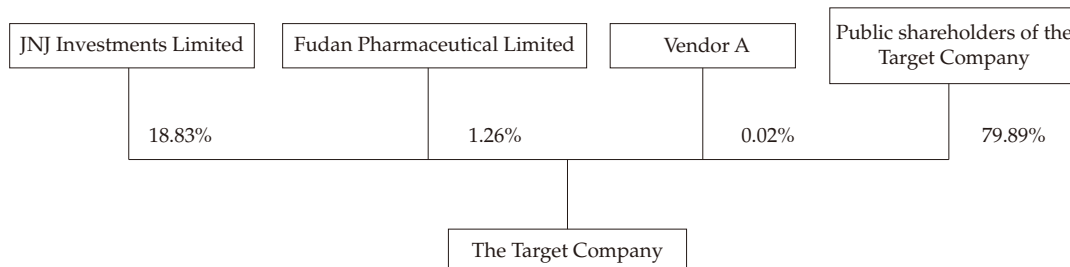 JNJ Investments Limited
Fudan Pharmaceutical Limited
Vendor A
Public shareholders of the
Target Company
18.83%
1.26%
0.02%
79.89%
The Target Company